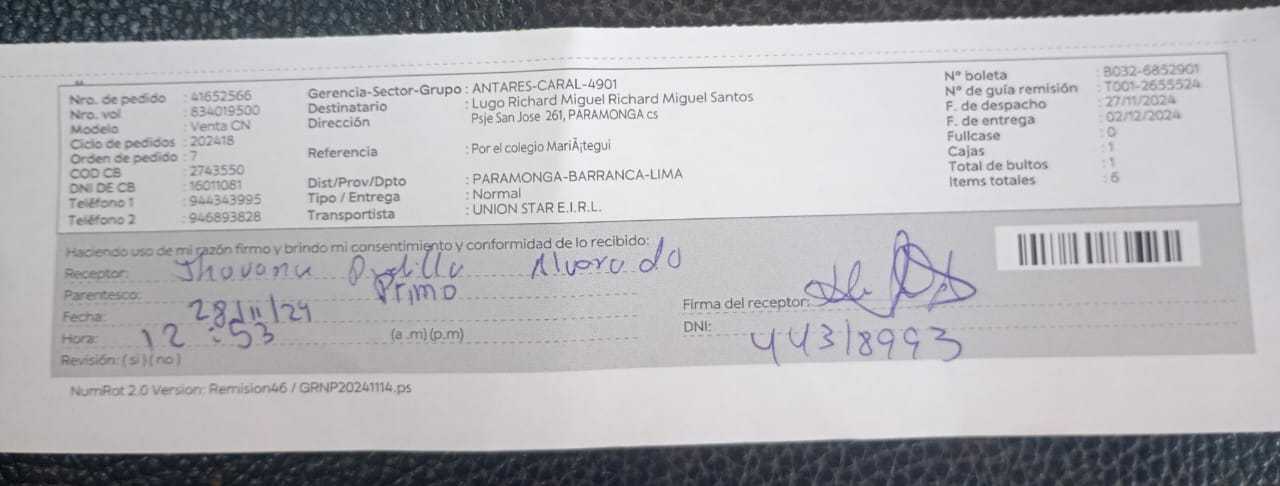 Nro. de pedido : 41652566
Nro. vol : 834019500
Modelo : Venta CN
Ciclo de pedidos : 202418
Orden de pedido : 7
COD CB : 2743550
DNI DE CB : 16011081
Teléfono 1 : 944343995
Teléfono 2 : 946893828
Gerencia-Sector-Grupo : ANTARES-CARAL-4901
Destinatario : Lugo Richard Miguel Richard Miguel Santos
Dirección : Psje San Jose 261, PARAMONGA cs
Referencia : Por el colegio MariÃ¡tegui
Dist/Prov/Dpto : PARAMONGA-BARRANCA-LIMA
Tipo / Entrega : Normal
Transportista : UNION STAR E.I.R.L.
N° boleta : B032-6852901
N° de guía remisión : T001-2655524
F. de despacho : 27/11/2024
F. de entrega : 02/12/2024
Fullcase : 0
Cajas : 1
Total de bultos : 1
Items totales : 6
Haciendo uso de mi razón firmo y brindo mi consentimiento y conformidad de lo recibido:
Receptor: Jhovana Alvarado
Parentesco: Primo
Fecha: 28/11/24
Hora: 12:53 (a .m) (p.m)
Revisión: ( si ) ( no )
Firma del receptor:
DNI: 44318993
NumRot 2.0 Version: Remision46 / GRNP20241114.ps